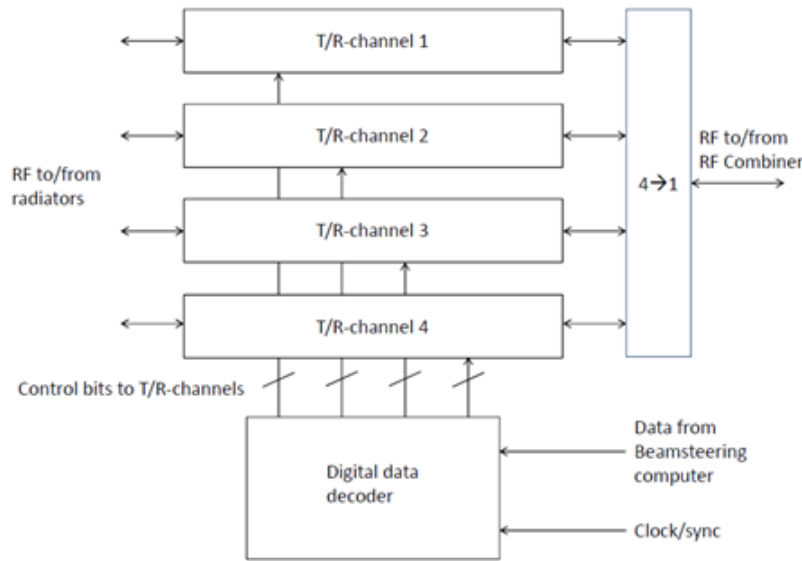 T/R-channel 1
T/R-channel 2
RF to/from
radiators
RF to/from
RF Combiner
4→1
T/R-channel 3
T/R-channel 4
Control bits to T/R-channels
Digital data
decoder
Data from
Beamsteering
computer
Clock/sync